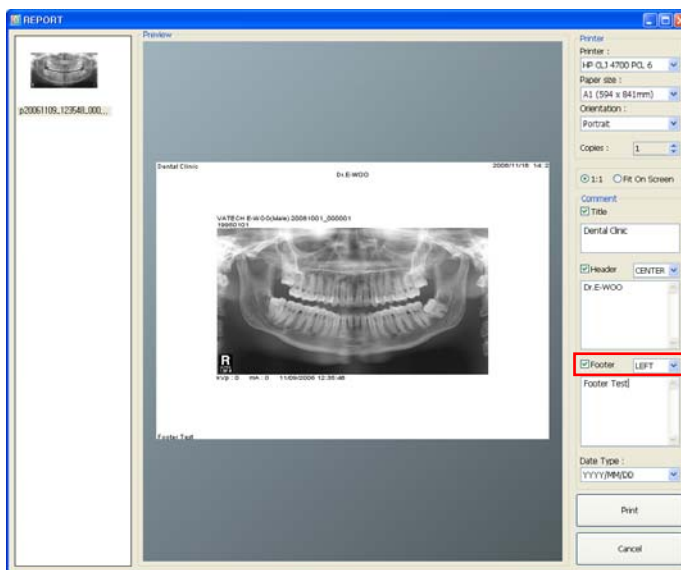 REPORT
p20061109_123548_000...
Preview
Dental Clinic
2006/11/16 14:2
Dr.E-WOO
VATECH E-WOO(Male) 20081001_000001
19960101
R
kVp : 0 mA : 0 11/09/2006 12:35:48
Footer Test
Printer
Printer :
HP CLJ 4700 PCL 6
Paper size :
A1 (594 x 841mm)
Orientation :
Portrait
Copies :
1
1:1 Fit On Screen
Comment
Title
Dental Clinic
Header CENTER
Dr.E-WOO
Footer LEFT
Footer Test
Date Type :
YYYY/MM/DD
Print
Cancel